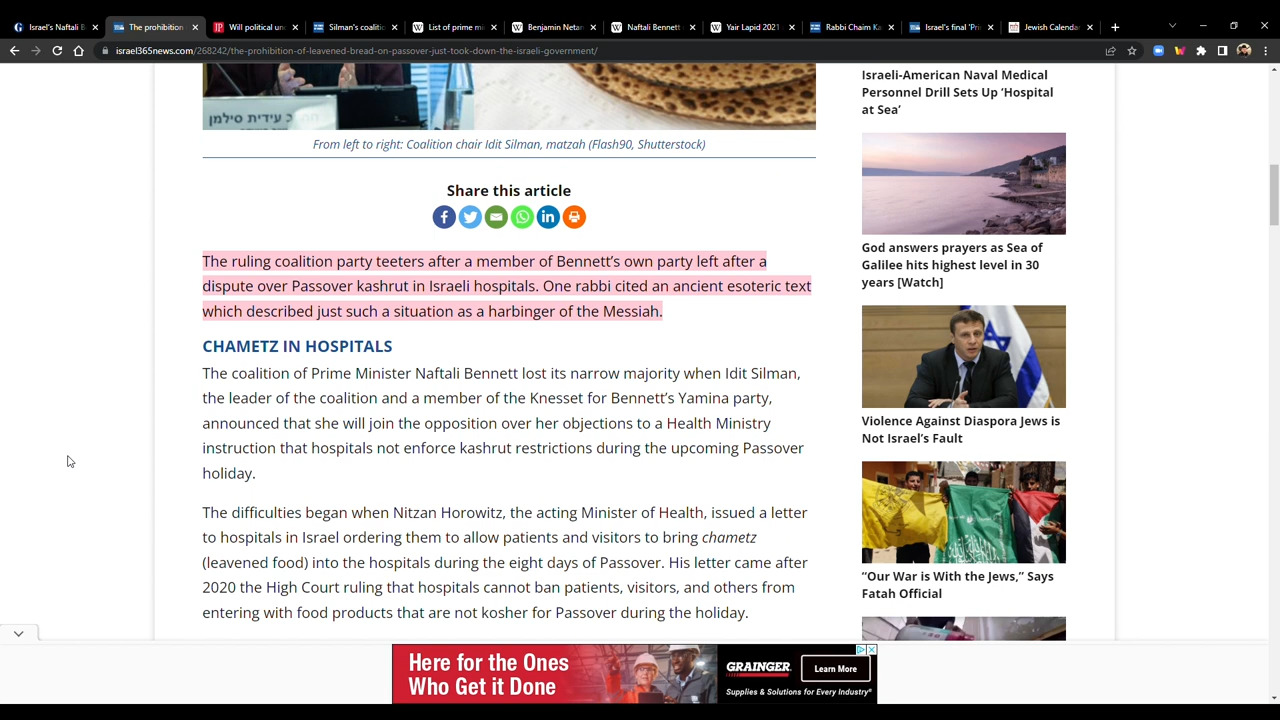 Israel's Naftali B
The prohibition
Will political un
Silman's coaliti
List of prime mi
Benjamin Netan
Naftali Bennett
Yair Lapid 2021
Rabbi Chaim Ka
Israel's final 'Pri
Jewish Calenda
israel365news.com/268242/the-prohibition-of-leavened-bread-on-passover-just-took-down-the-israeli-government/
עידית סילמן
From left to right: Coalition chair Idit Silman, matzah (Flash90, Shutterstock)
Share this article
The ruling coalition party teeters after a member of Bennett's own party left after a
dispute over Passover kashrut in Israeli hospitals. One rabbi cited an ancient esoteric text
which described just such a situation as a harbinger of the Messiah.
CHAMETZ IN HOSPITALS
The coalition of Prime Minister Naftali Bennett lost its narrow majority when Idit Silman,
the leader of the coalition and a member of the Knesset for Bennett's Yamina party,
announced that she will join the opposition over her objections to a Health Ministry
instruction that hospitals not enforce kashrut restrictions during the upcoming Passover
holiday.
The difficulties began when Nitzan Horowitz, the acting Minister of Health, issued a letter
to hospitals in Israel ordering them to allow patients and visitors to bring chametz
(leavened food) into the hospitals during the eight days of Passover. His letter came after
2020 the High Court ruling that hospitals cannot ban patients, visitors, and others from
entering with food products that are not kosher for Passover during the holiday.
Israeli-American Naval Medical
Personnel Drill Sets Up 'Hospital
at Sea'
God answers prayers as Sea of
Galilee hits highest level in 30
years [Watch]
Violence Against Diaspora Jews is
Not Israel's Fault
"Our War is With the Jews," Says
Fatah Official
Here for the Ones
Who Get it Done
GRAINGER
Learn More
Supplies & Solutions for Every Industry®